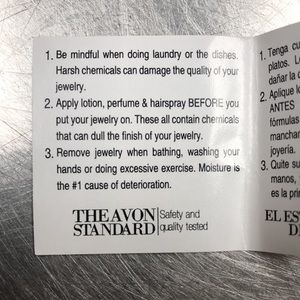 1. Be mindful when doing laundry or the dishes.
Harsh chemicals can damage the quality of your
jewelry.
2. Apply lotion, perfume & hairspray BEFORE you
put your jewelry on. These all contain chemicals
that can dull the finish of your jewelry.
3. Remove jewelry when bathing, washing your
hands or doing excessive exercise. Moisture is
the #1 cause of deterioration.
THE AVON
STANDARD
Safety and
quality tested
1. Tenga cu
platos. L
dañar la c
2. Aplique l
ANTES
fórmulas
manchar
joyería.
3. Quite su
manos,
es la prim
EL ES
D